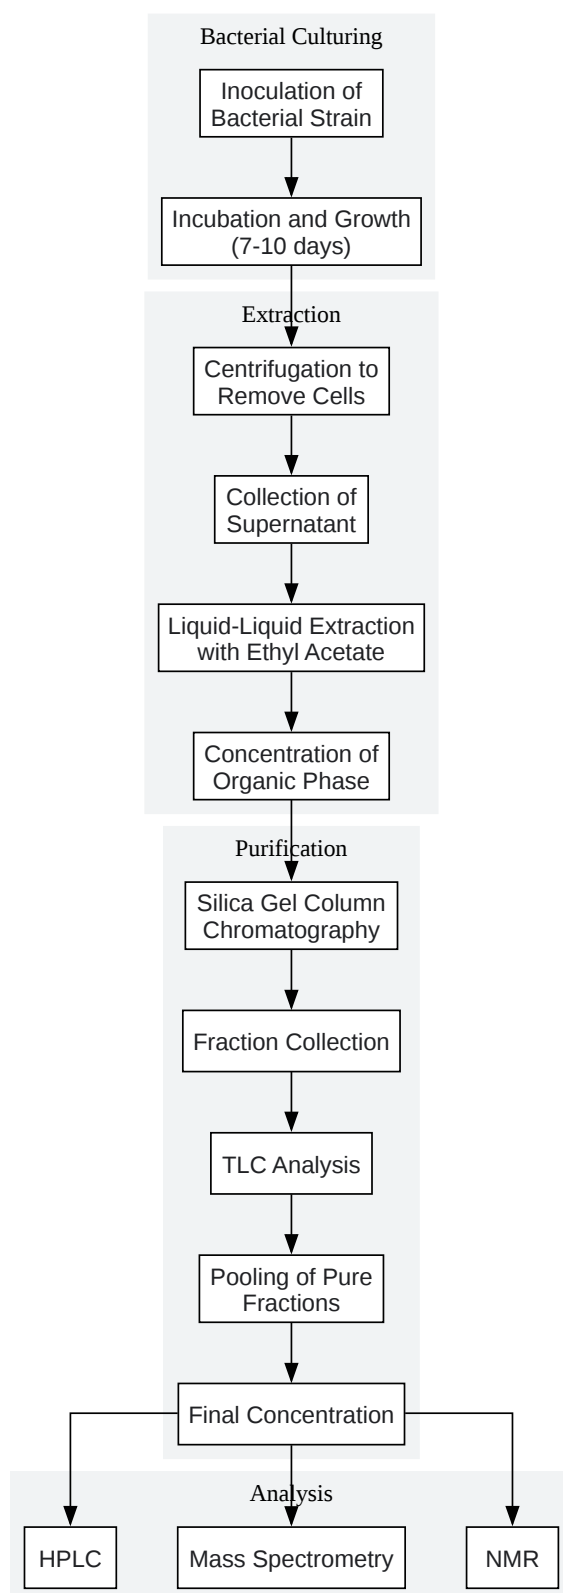 Bacterial Culturing
Inoculation of
Bacterial Strain
Incubation and Growth
(7-10 days)
Extraction
Centrifugation to
Remove Cells
Collection of
Supernatant
Liquid-Liquid Extraction
with Ethyl Acetate
Concentration of
Organic Phase
Purification
Silica Gel Column
Chromatography
Fraction Collection
TLC Analysis
Pooling of Pure
Fractions
Final Concentration
Analysis
HPLC
Mass Spectrometry
NMR